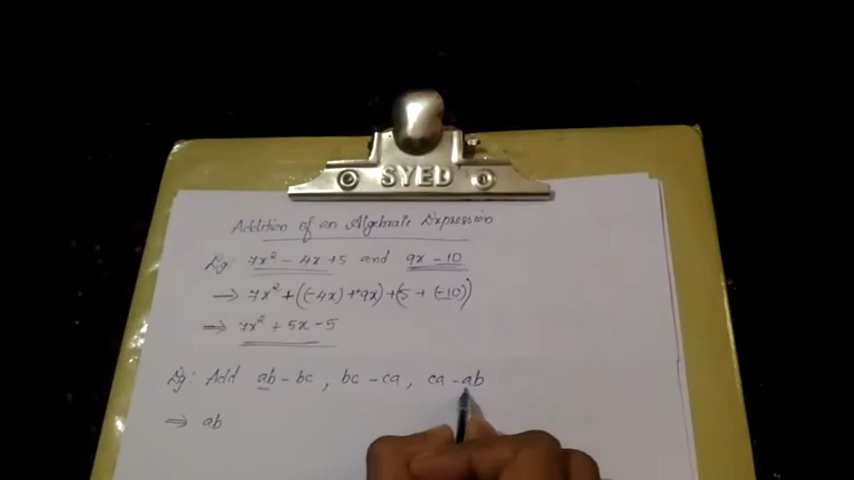 SYED
Addition of an Algebraic Expression
Eg: 7x² - 4x + 5 and 9x - 10
→ 7x² + ((-4x) + 9x) + (5 + (-10))
⇒ 7x² + 5x - 5
Eg: Add ab - bc, bc - ca, ca - ab
⇒ ab